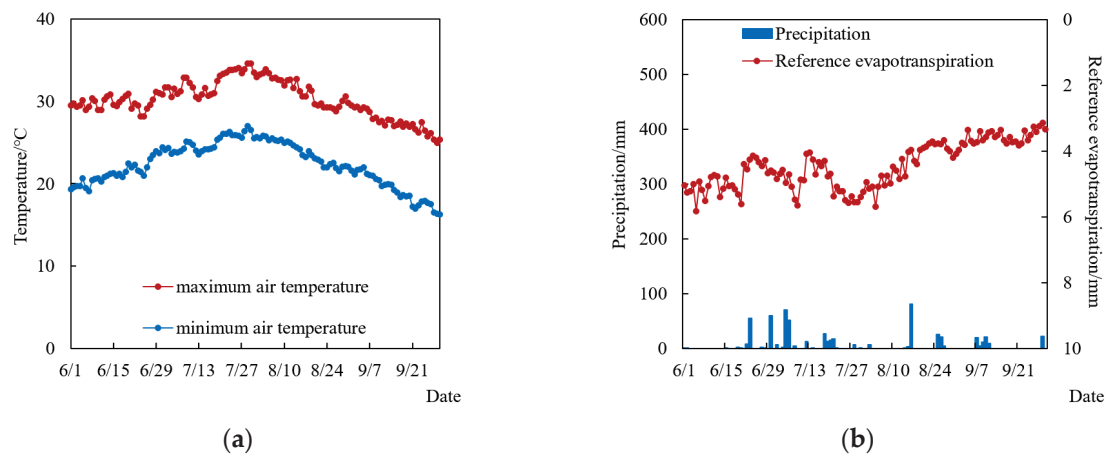 40
30
20
10
0
Temperature/°C
maximum air temperature
minimum air temperature
6/1 6/15 6/29 7/13 7/27 8/10 8/24 9/7 9/21
Date
(a)
600
500
400
300
200
100
0
Precipitation/mm
Precipitation
Reference evapotranspiration
0
2
4
6
8
10
Reference evapotranspiration/mm
6/1 6/15 6/29 7/13 7/27 8/10 8/24 9/7 9/21
Date
(b)